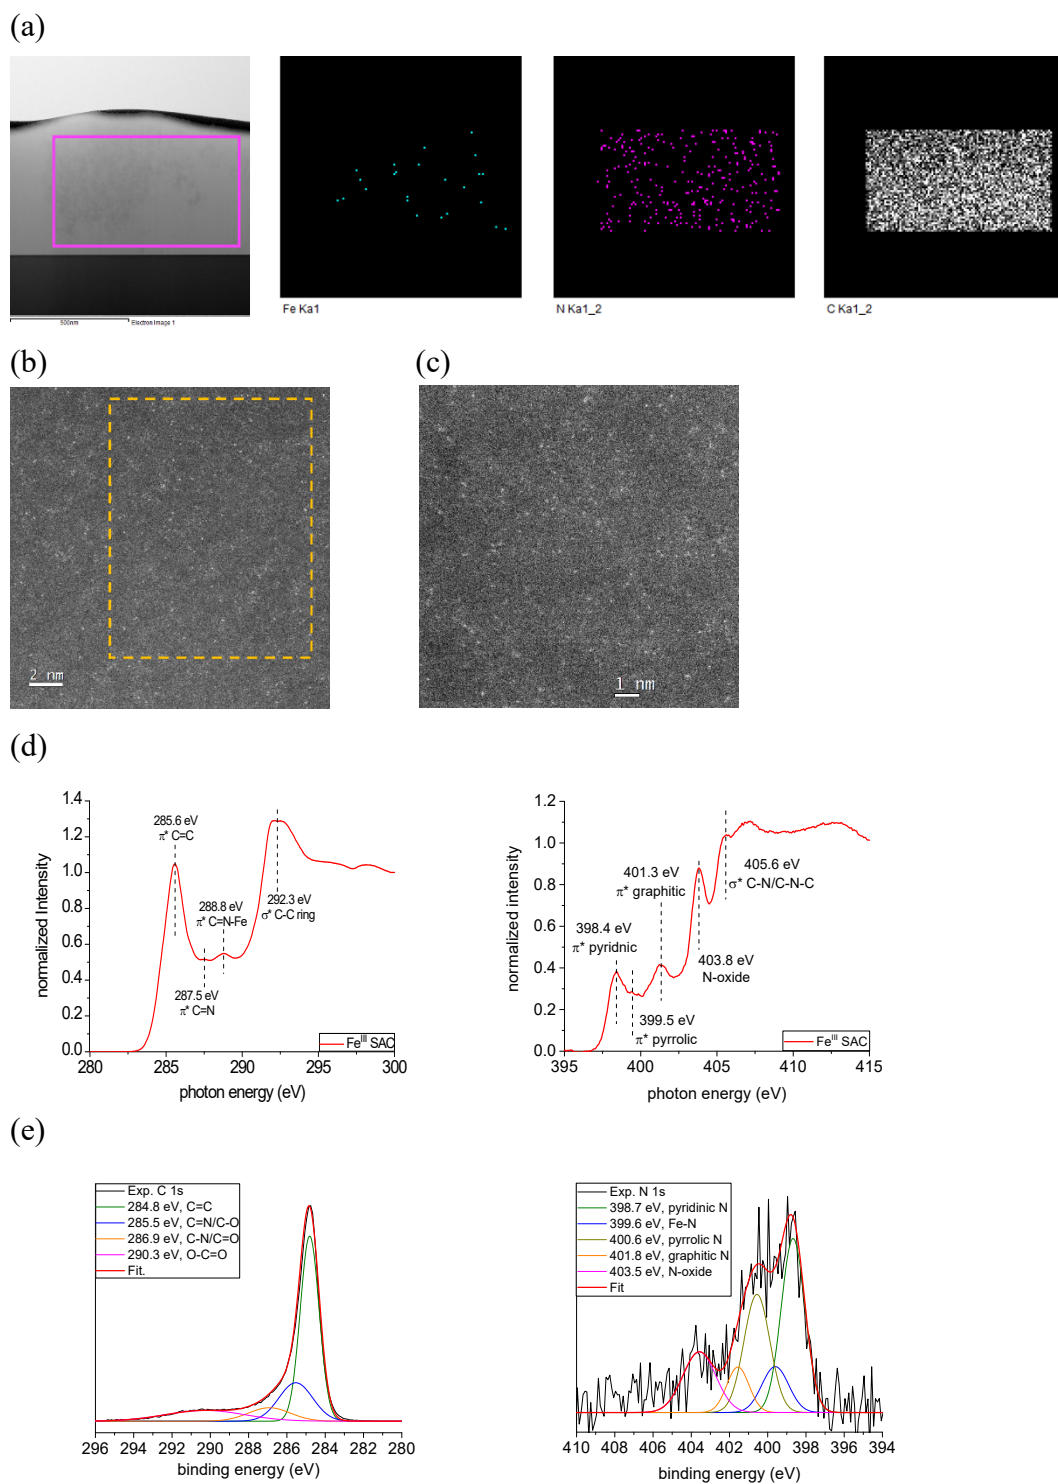 (a)
500nm
Electron Image 1
Fe Ka1
N Ka1_2
C Ka1_2
(b)
(c)
2 nm
1 nm
(d)
normalized Intensity
1.4
1.2
1.0
0.8
0.6
0.4
0.2
0.0
285.6 eV
π* C=C
288.8 eV
π* C=N-Fe
292.3 eV
σ* C-C ring
287.5 eV
π* C=N
Fe^III SAC
280 285 290 295 300
photon energy (eV)
normalized intensity
1.2
1.0
0.8
0.6
0.4
0.2
0.0
401.3 eV
π* graphitic
405.6 eV
σ* C-N/C-N-C
398.4 eV
π* pyridnic
403.8 eV
N-oxide
399.5 eV
π* pyrrolic
Fe^III SAC
395 400 405 410 415
photon energy (eV)
(e)
Exp. C 1s
284.8 eV, C=C
285.5 eV, C=N/C-O
286.9 eV, C-N/C=O
290.3 eV, O-C=O
Fit.
296 294 292 290 288 286 284 282 280
binding energy (eV)
Exp. N 1s
398.7 eV, pyridinic N
399.6 eV, Fe-N
400.6 eV, pyrrolic N
401.8 eV, graphitic N
403.5 eV, N-oxide
Fit
410 408 406 404 402 400 398 396 394
binding energy (eV)